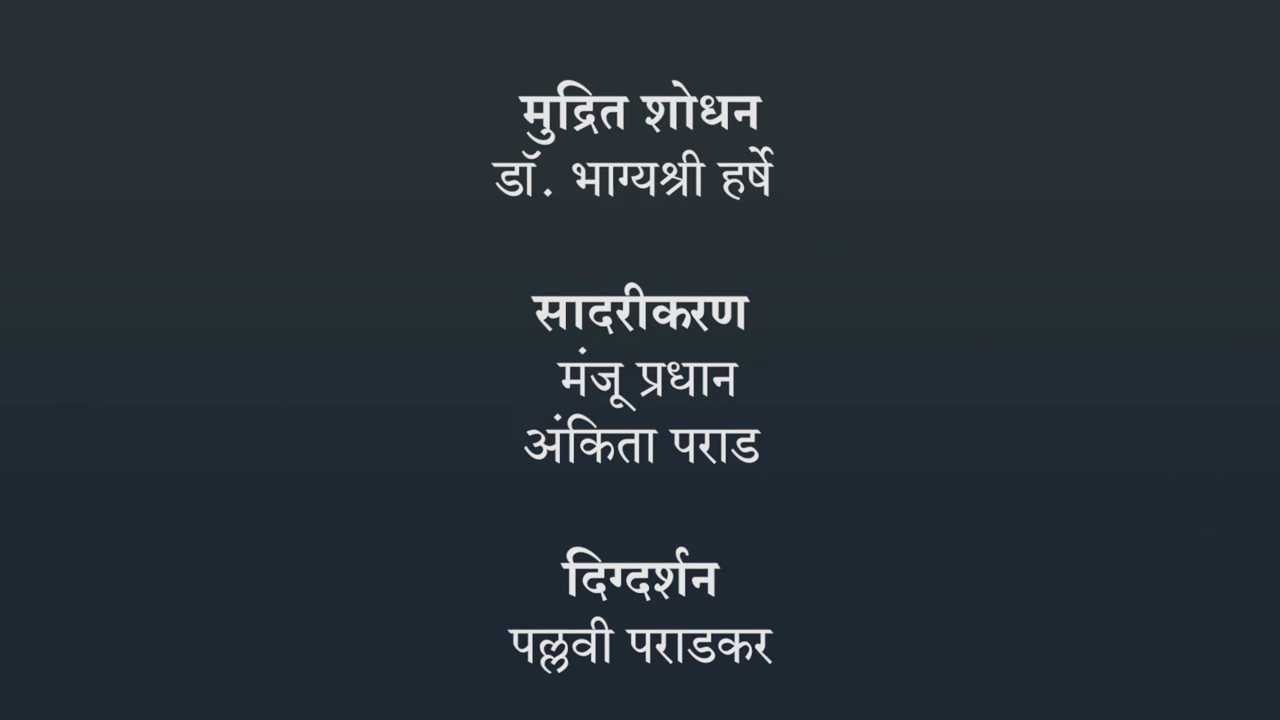 मुद्रित शोधन
डॉ. भाग्यश्री हर्षे
सादरीकरण
मंजू प्रधान
अंकिता पराड
दिग्दर्शन
पल्लवी पराडकर